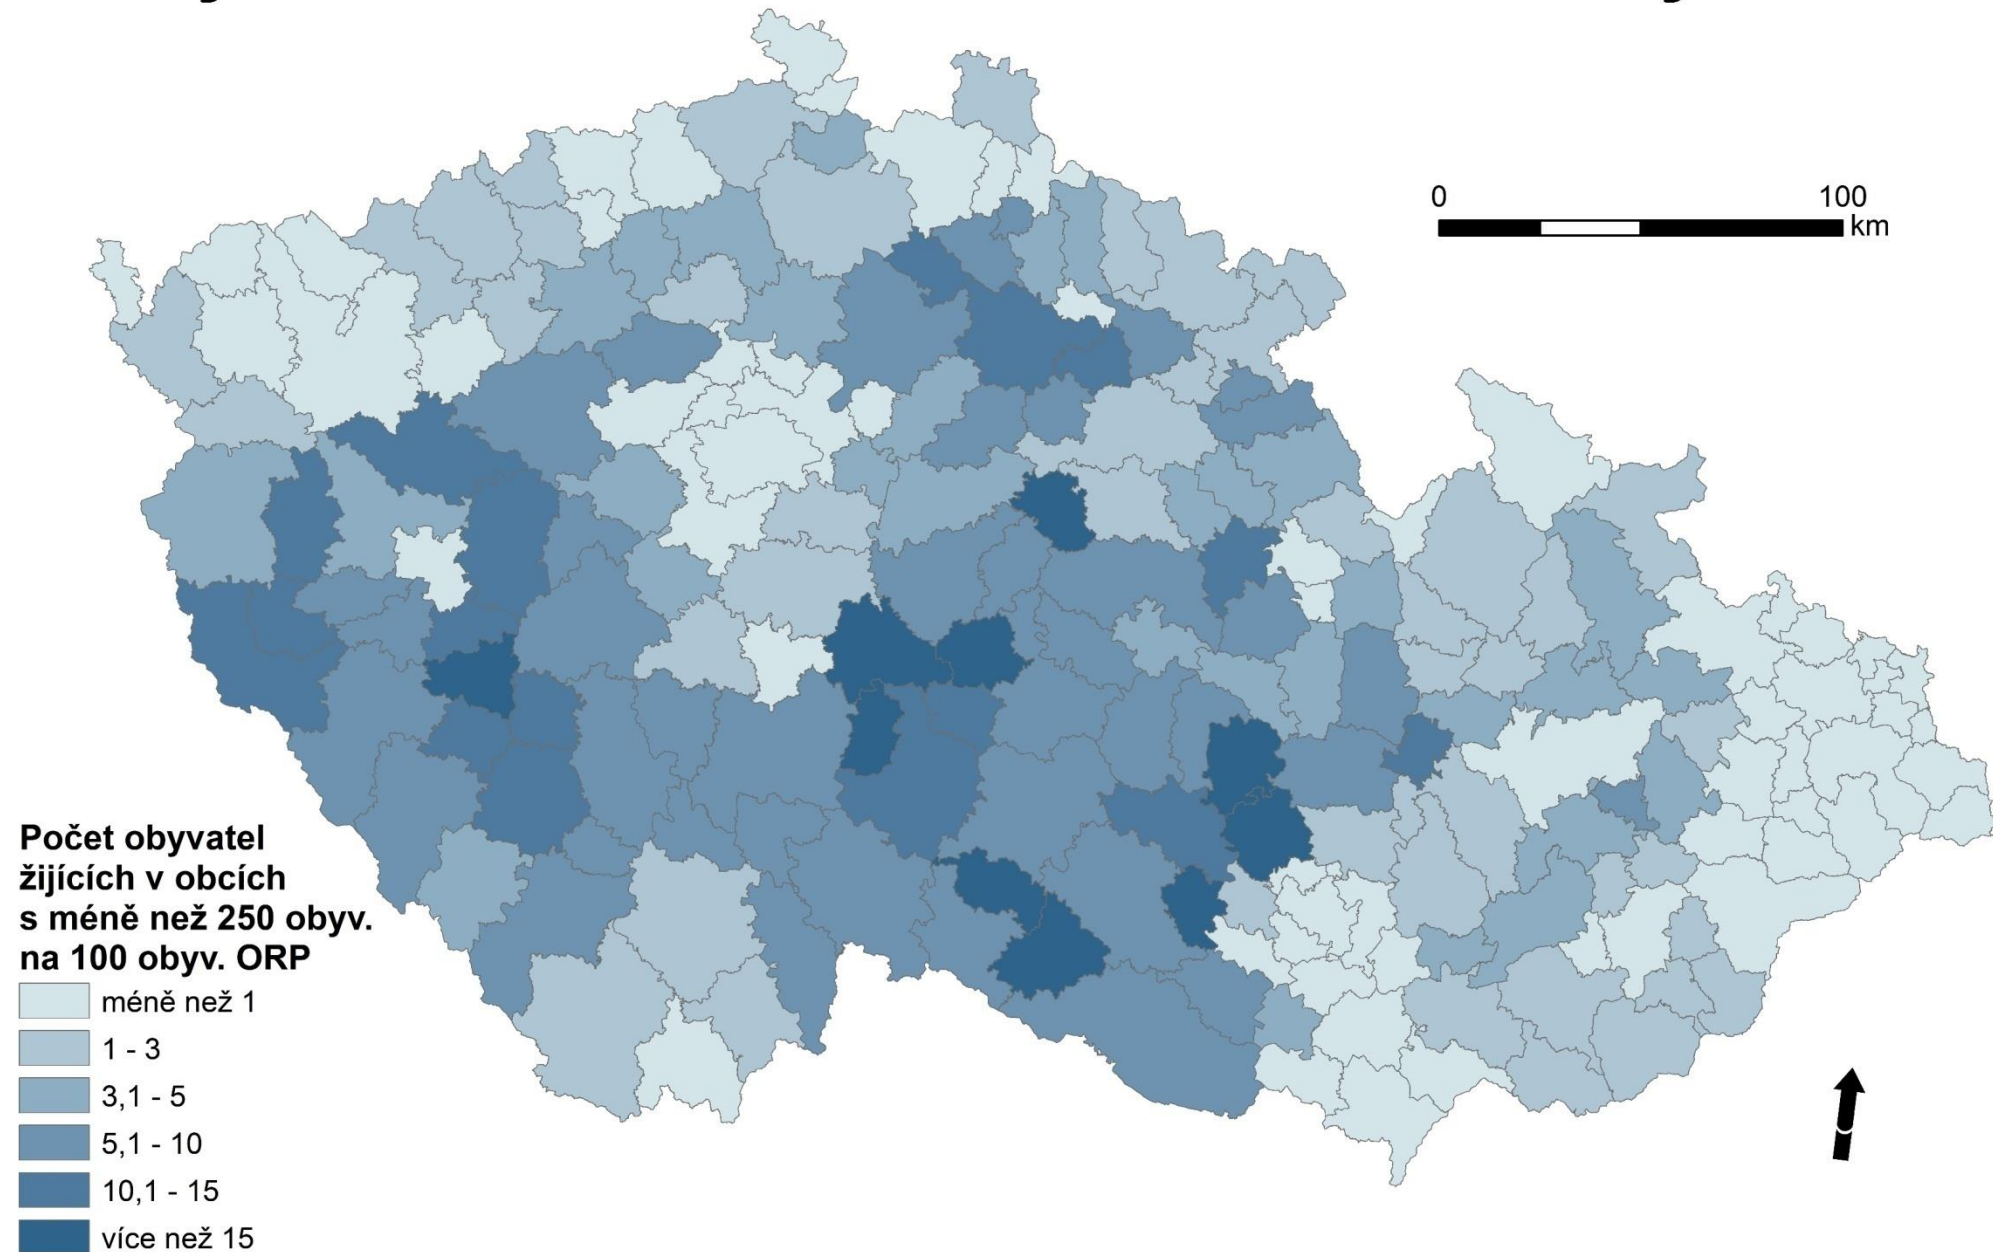 0 100
km
Počet obyvatel
žijících v obcích
s méně než 250 obyv.
na 100 obyv. ORP
méně než 1
1 - 3
3,1 - 5
5,1 - 10
10,1 - 15
více než 15